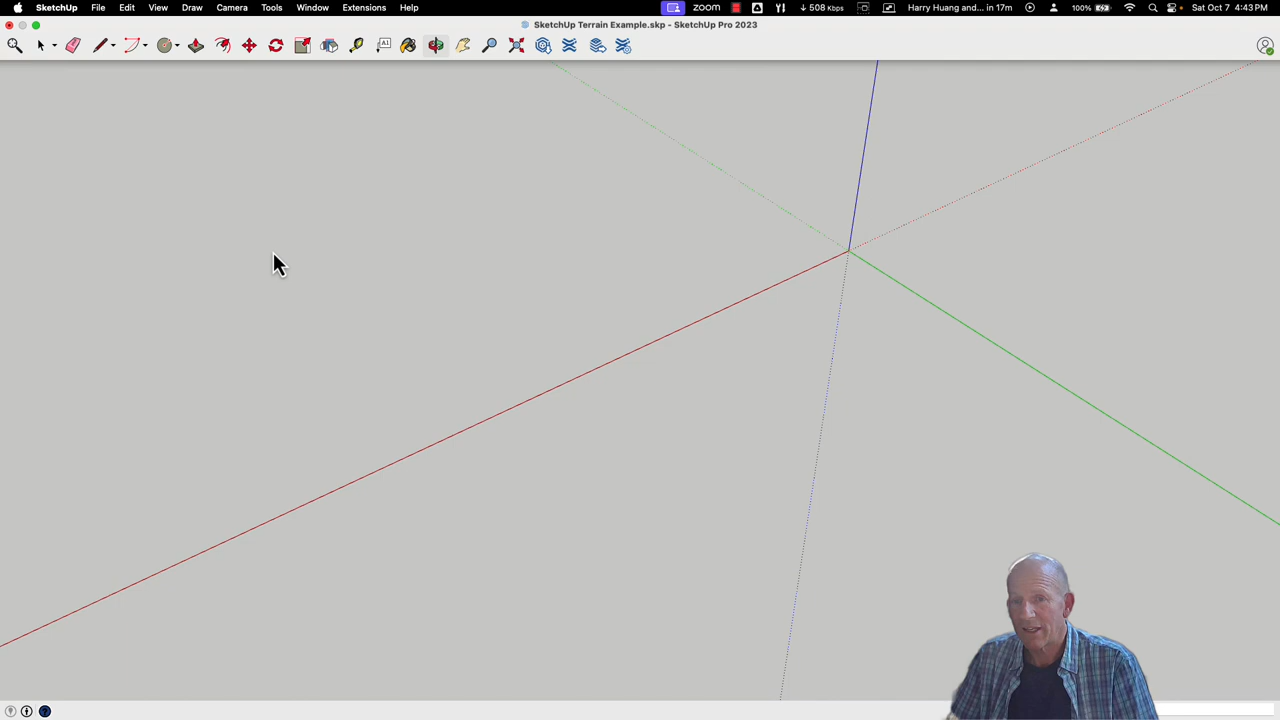 SketchUp File Edit View Draw Camera Tools Window Extensions Help zoom ↓ 508 Kbps Harry Huang and... in 17m 100% Sat Oct 7 4:43 PM
SketchUp Terrain Example.skp - SketchUp Pro 2023
A1